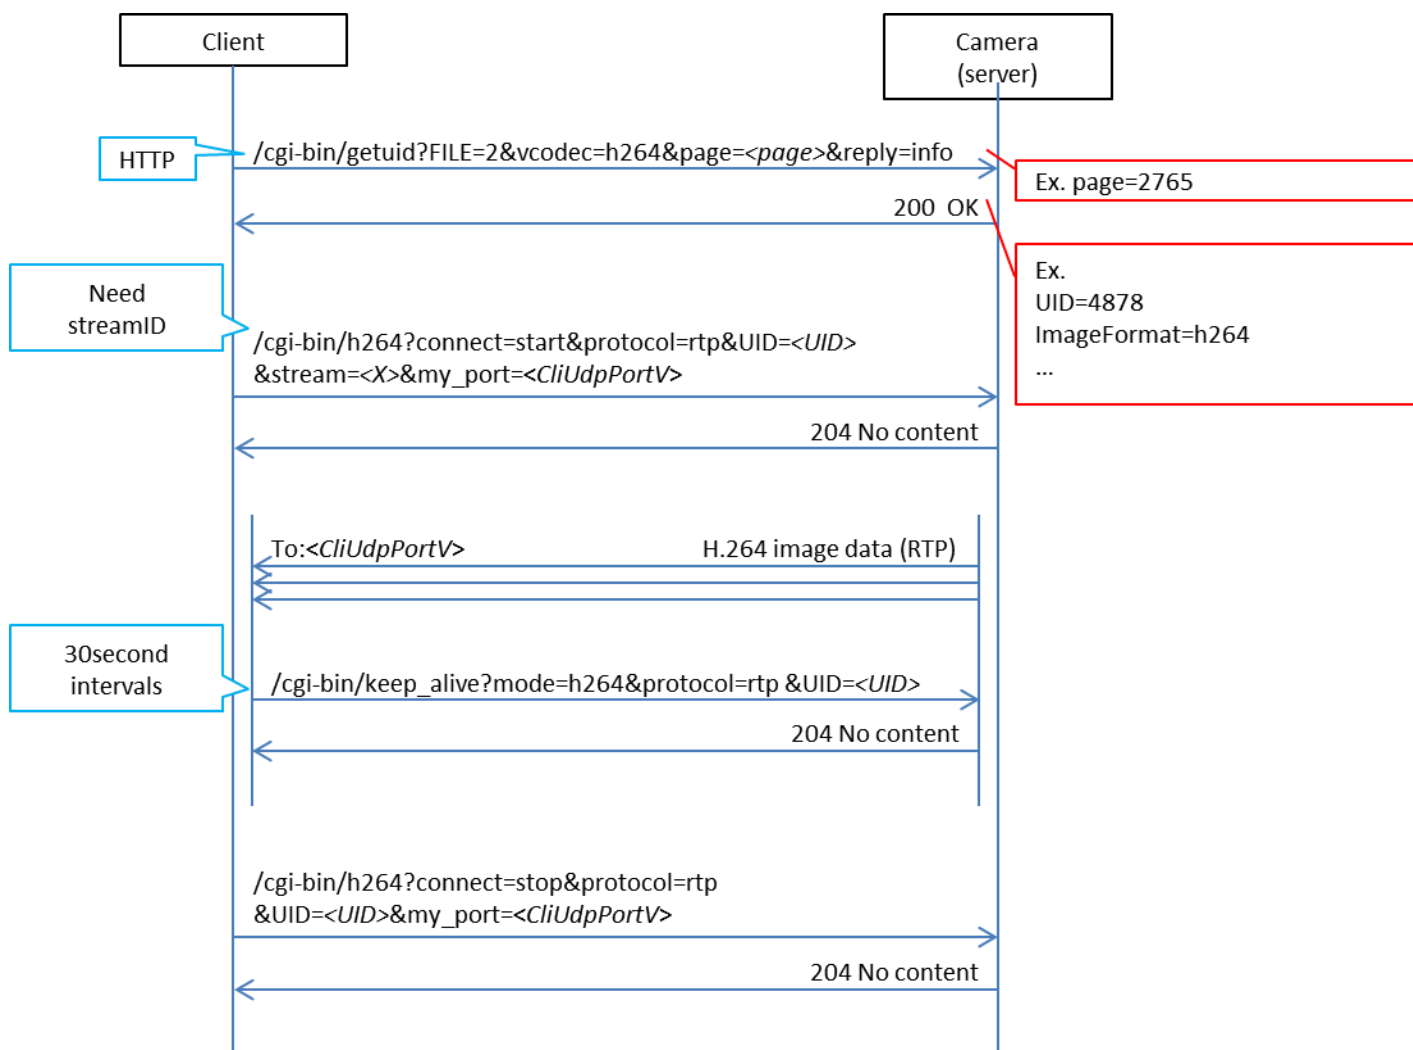 Client
Camera
(server)
HTTP
/cgi-bin/getuid?FILE=2&vcodec=h264&page=<page>&reply=info
Ex. page=2765
200  OK
Ex.
UID=4878
ImageFormat=h264
...
Need
streamID
/cgi-bin/h264?connect=start&protocol=rtp&UID=<UID>
&stream=<X>&my_port=<CliUdpPortV>
204 No content
To:<CliUdpPortV>
H.264 image data (RTP)
30second
intervals
/cgi-bin/keep_alive?mode=h264&protocol=rtp &UID=<UID>
204 No content
/cgi-bin/h264?connect=stop&protocol=rtp
&UID=<UID>&my_port=<CliUdpPortV>
204 No content